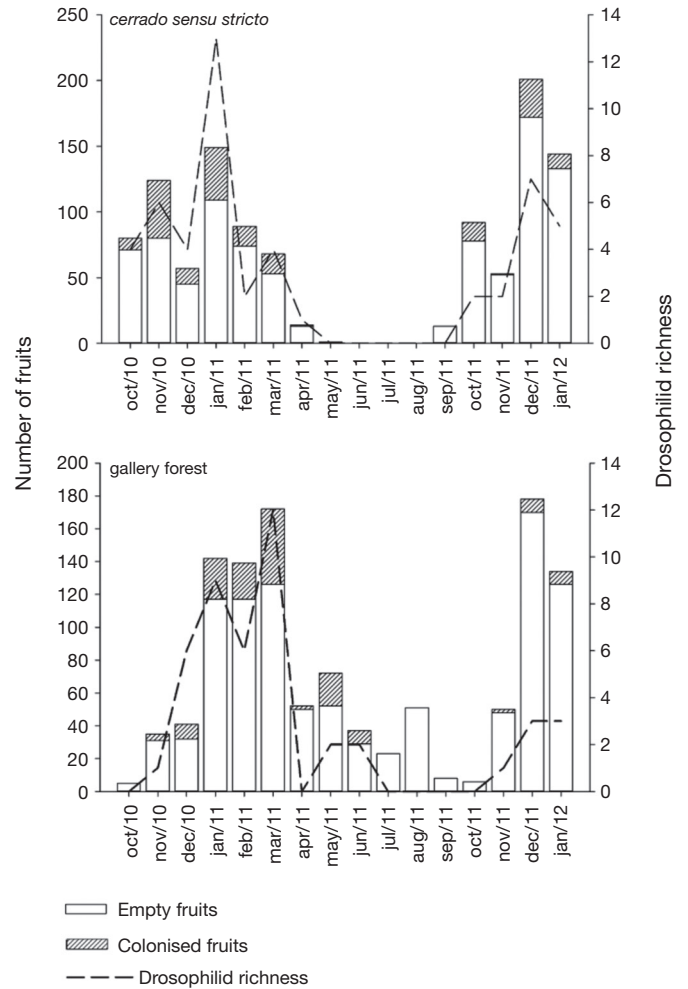 cerrado sensu stricto
250
200
150
100
50
0
14
12
10
8
6
4
2
0
oct/10
nov/10
dec/10
jan/11
feb/11
mar/11
apr/11
may/11
jun/11
jul/11
aug/11
sep/11
oct/11
nov/11
dec/11
jan/12
Number of fruits
Drosophilid richness
gallery forest
200
180
160
140
120
100
80
60
40
20
0
14
12
10
8
6
4
2
0
oct/10
nov/10
dec/10
jan/11
feb/11
mar/11
apr/11
may/11
jun/11
jul/11
aug/11
sep/11
oct/11
nov/11
dec/11
jan/12
Empty fruits
Colonised fruits
Drosophilid richness